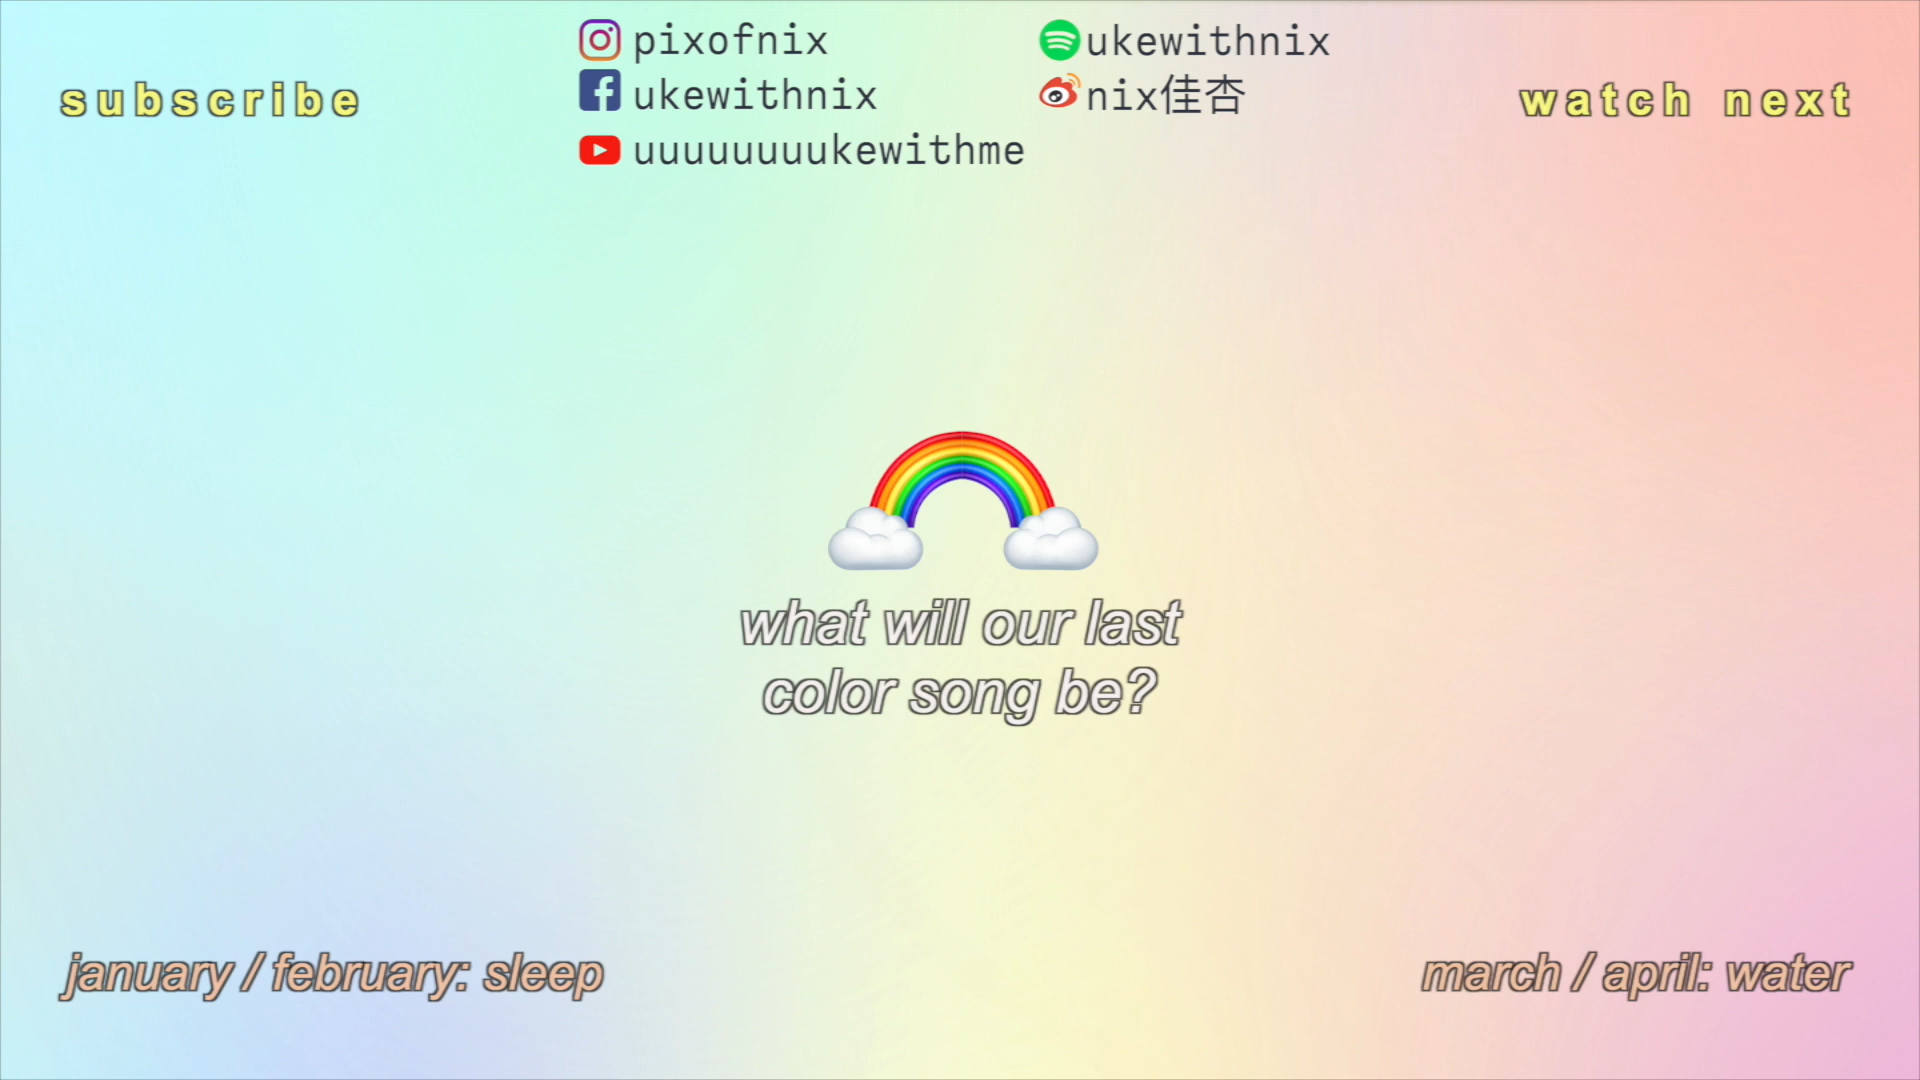 subscribe
pixofnix
ukewithnix
uuuuuuuukewithme
ukewithnix
nix佳杏
watch next
what will our last
color song be?
january / february: sleep
march / april: water